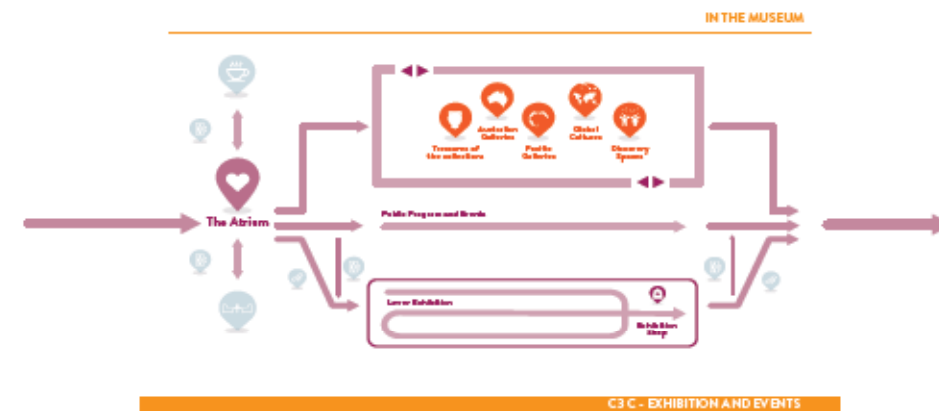 IN THE MUSEUM
Treasures of
the collections
Australian
Galleries
Pacific
Galleries
Global
Cultures
Discovery
Spaces
The Atrium
Public Program and Events
Lower Exhibition
Exhibition
Shop
C3 C - EXHIBITION AND EVENTS